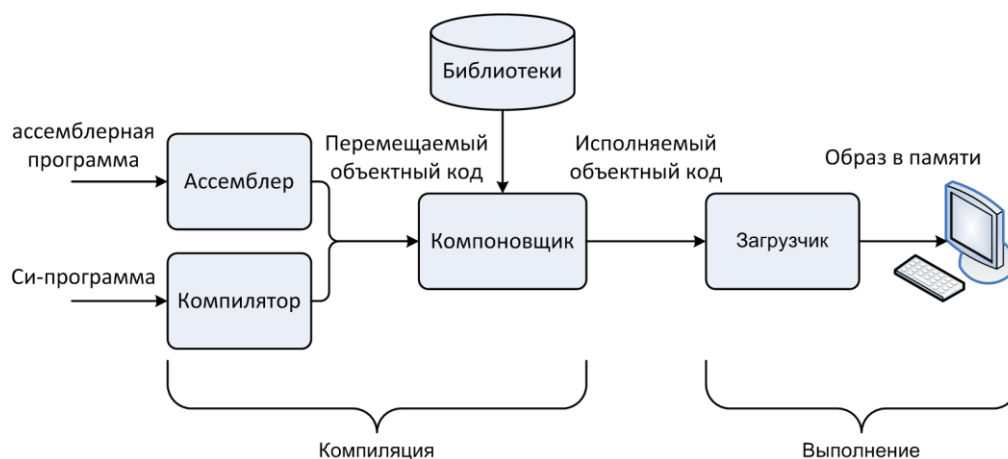 Библиотеки
ассемблерная
программа
Ассемблер
Перемещаемый
объектный код
Исполняемый
объектный код
Образ в памяти
Компоновщик
Загрузчик
Си-программа
Компилятор
Компиляция
Выполнение